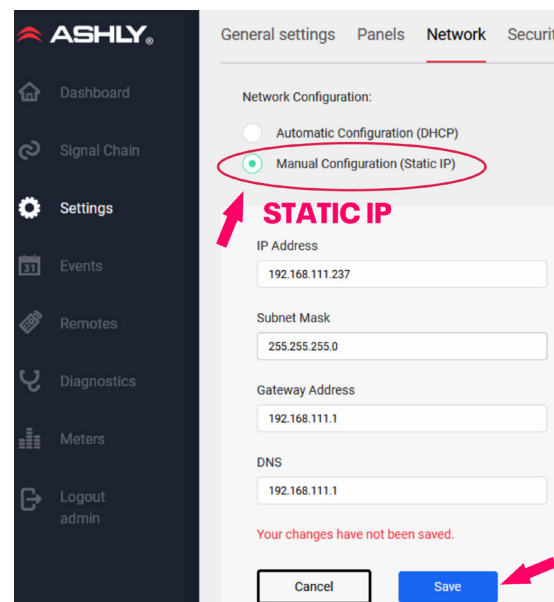 ASHLY®
General settings Panels Network
Dashboard
Signal Chain
Settings
31
Events
Remotes
Diagnostics
Meters
Logout
admin
Network Configuration:
Automatic Configuration (DHCP)
Manual Configuration (Static IP)
STATIC IP
IP Address
192.168.111.237
Subnet Mask
255.255.255.0
Gateway Address
192.168.111.1
DNS
192.168.111.1
Your changes have not been saved.
Cancel Save